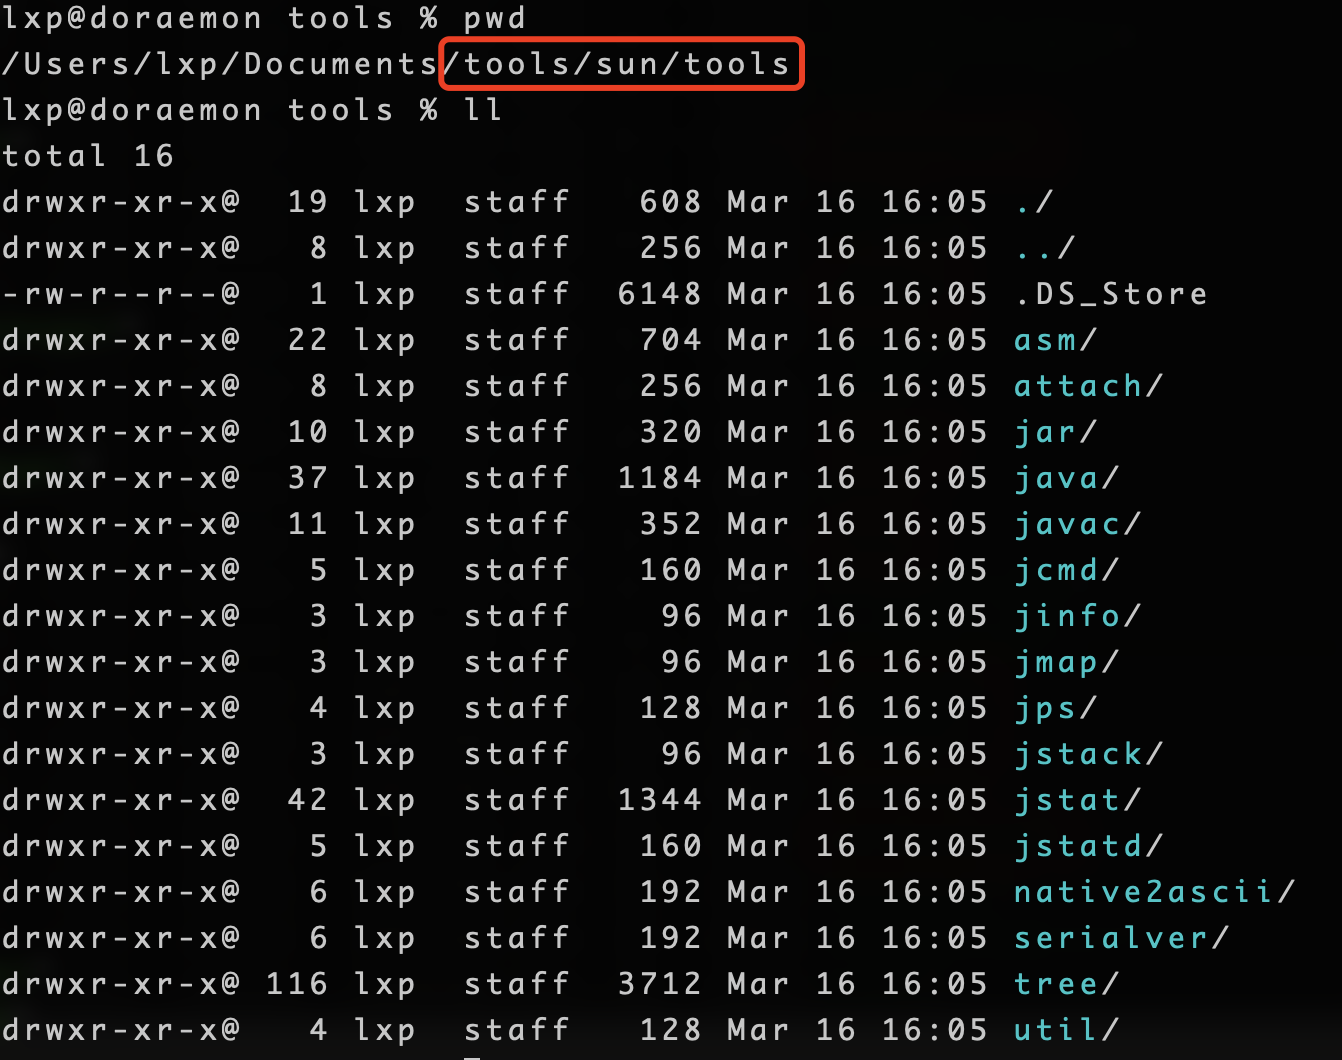 lxp@doraemon tools % pwd
/Users/lxp/Documents/tools/sun/tools
lxp@doraemon tools % ll
total 16
drwxr-xr-x@  19 lxp  staff   608 Mar 16 16:05 ./
drwxr-xr-x@   8 lxp  staff   256 Mar 16 16:05 ../
-rw-r--r--@   1 lxp  staff  6148 Mar 16 16:05 .DS_Store
drwxr-xr-x@  22 lxp  staff   704 Mar 16 16:05 asm/
drwxr-xr-x@   8 lxp  staff   256 Mar 16 16:05 attach/
drwxr-xr-x@  10 lxp  staff   320 Mar 16 16:05 jar/
drwxr-xr-x@  37 lxp  staff  1184 Mar 16 16:05 java/
drwxr-xr-x@  11 lxp  staff   352 Mar 16 16:05 javac/
drwxr-xr-x@   5 lxp  staff   160 Mar 16 16:05 jcmd/
drwxr-xr-x@   3 lxp  staff    96 Mar 16 16:05 jinfo/
drwxr-xr-x@   3 lxp  staff    96 Mar 16 16:05 jmap/
drwxr-xr-x@   4 lxp  staff   128 Mar 16 16:05 jps/
drwxr-xr-x@   3 lxp  staff    96 Mar 16 16:05 jstack/
drwxr-xr-x@  42 lxp  staff  1344 Mar 16 16:05 jstat/
drwxr-xr-x@   5 lxp  staff   160 Mar 16 16:05 jstatd/
drwxr-xr-x@   6 lxp  staff   192 Mar 16 16:05 native2ascii/
drwxr-xr-x@   6 lxp  staff   192 Mar 16 16:05 serialver/
drwxr-xr-x@ 116 lxp  staff  3712 Mar 16 16:05 tree/
drwxr-xr-x@   4 lxp  staff   128 Mar 16 16:05 util/